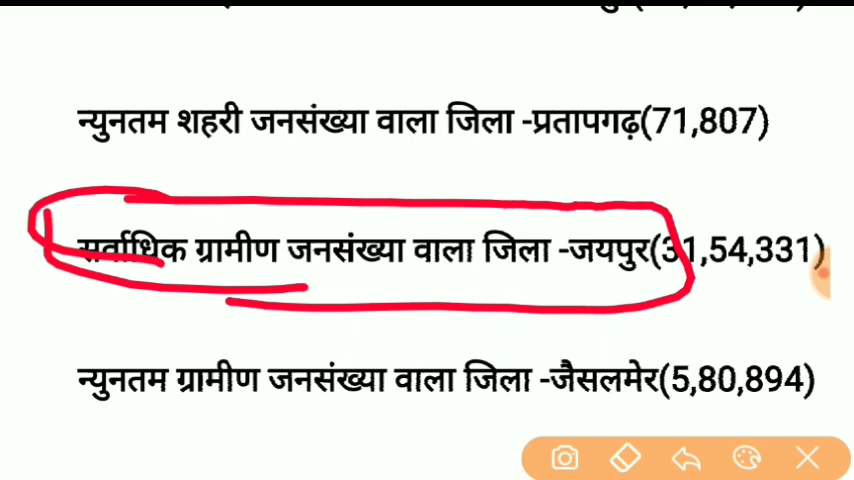 न्युनतम शहरी जनसंख्या वाला जिला -प्रतापगढ़(71,807)
सर्वाधिक ग्रामीण जनसंख्या वाला जिला -जयपुर(31,54,331)
न्युनतम ग्रामीण जनसंख्या वाला जिला -जैसलमेर(5,80,894)